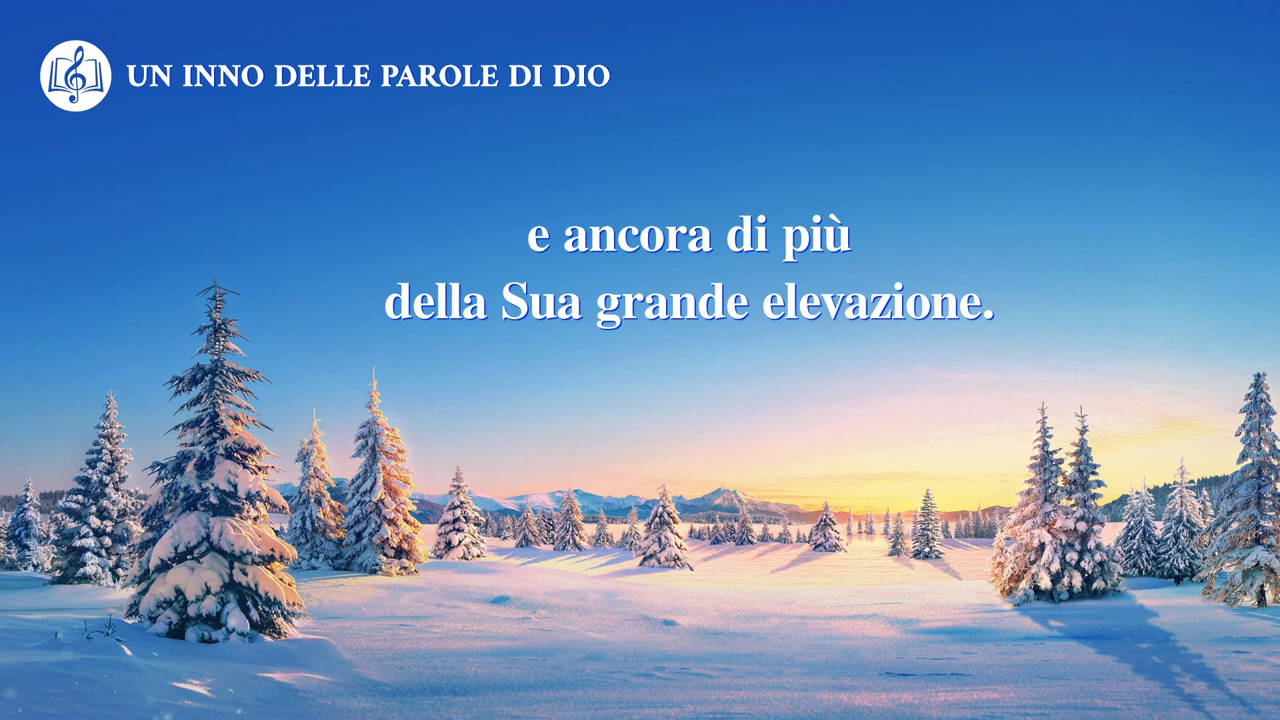 UN INNO DELLE PAROLE DI DIO
e ancora di più
della Sua grande elevazione.